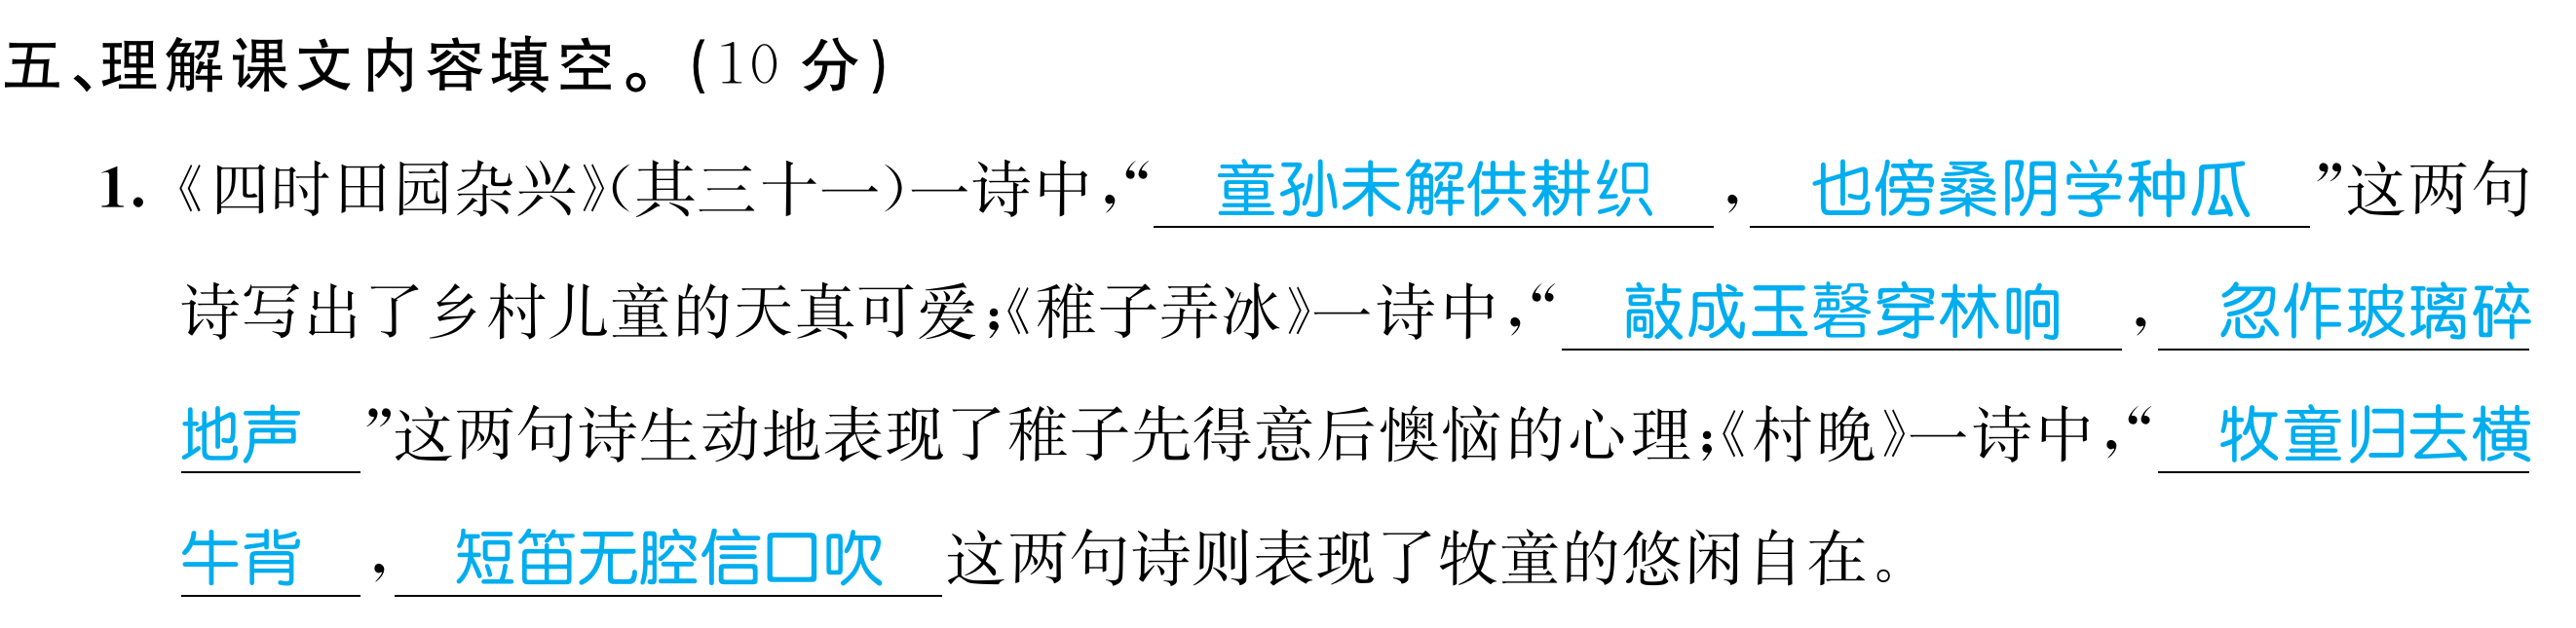 五、理解课文内容填空。(10 分)
1.《四时田园杂兴》(其三十一)一诗中,“童孙未解供耕织,也傍桑阴学种瓜”这两句
诗写出了乡村儿童的天真可爱;《稚子弄冰》一诗中,“敲成玉磬穿林响,忽作玻璃碎
地声”这两句诗生动地表现了稚子先得意后懊恼的心理;《村晚》一诗中,“牧童归去横
牛背,短笛无腔信口吹这两句诗则表现了牧童的悠闲自在。